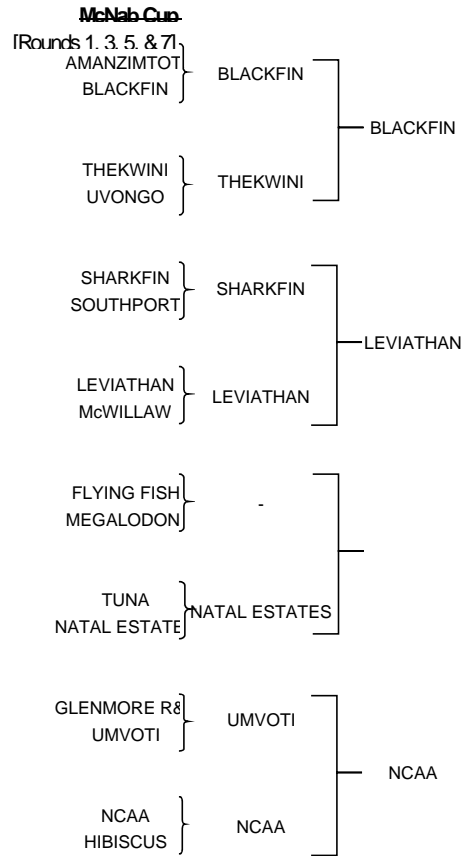 McNab Cup
[Rounds 1, 3, 5, & 7]
AMANZIMTOT
BLACKFIN
BLACKFIN
BLACKFIN
THEKWINI
UVONGO
THEKWINI
SHARKFIN
SOUTHPORT
SHARKFIN
LEVIATHAN
LEVIATHAN
McWILLAW
LEVIATHAN
FLYING FISH
MEGALODON
-
TUNA
NATAL ESTATE
NATAL ESTATES
GLENMORE R&
UMVOTI
UMVOTI
NCAA
NCAA
HIBISCUS
NCAA